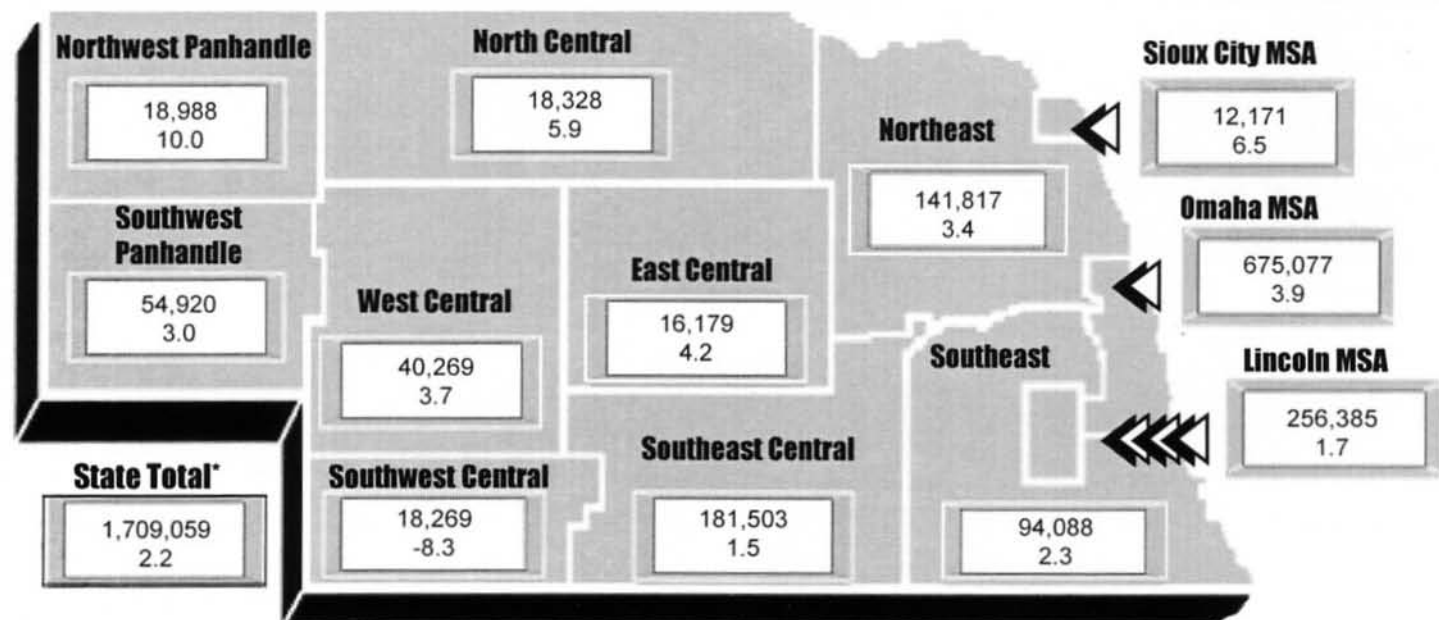 Northwest Panhandle
18,988
10.0
North Central
18,328
5.9
Sioux City MSA
12,171
6.5
Northeast
141,817
3.4
Southwest
Panhandle
54,920
3.0
West Central
40,269
3.7
East Central
16,179
4.2
Omaha MSA
675,077
3.9
Southeast
94,088
2.3
Lincoln MSA
256,385
1.7
State Total*
1,709,059
2.2
Southwest Central
18,269
-8.3
Southeast Central
181,503
1.5